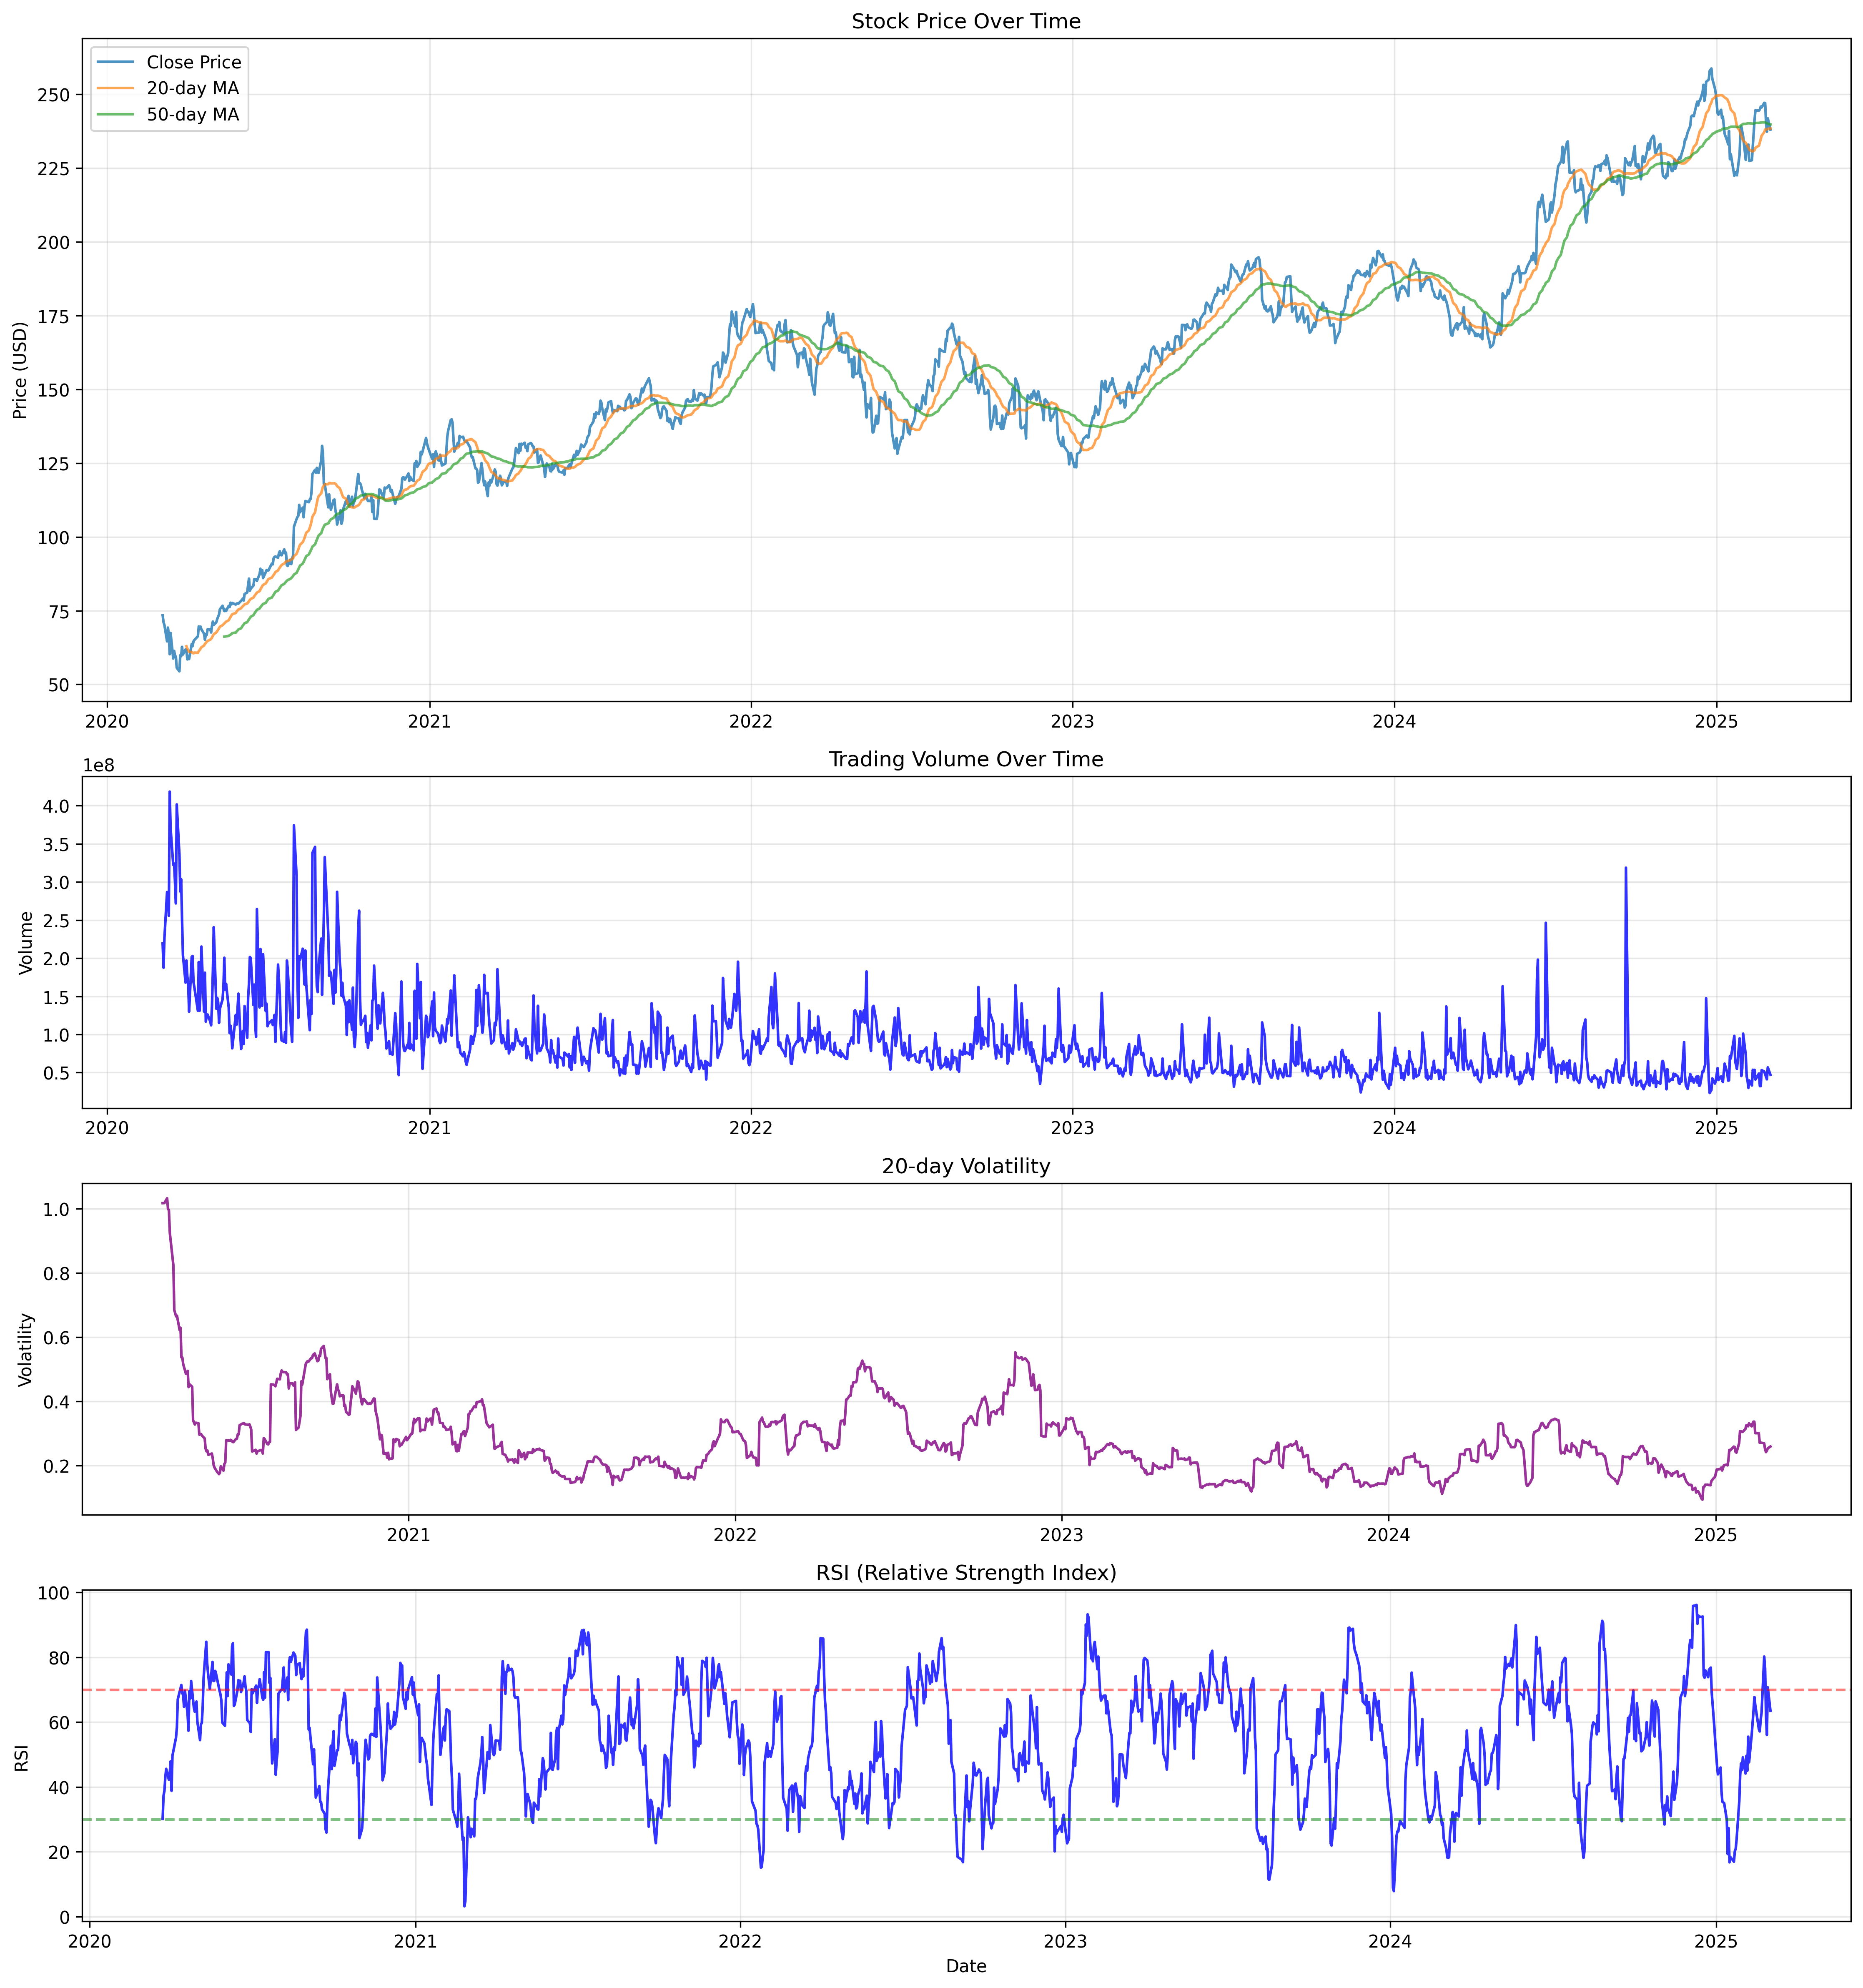 Stock Price Over Time
Close Price
20-day MA
50-day MA
Price (USD)
250
225
200
175
150
125
100
75
50
2020 2021 2022 2023 2024 2025
Trading Volume Over Time
1e8
Volume
4.0
3.5
3.0
2.5
2.0
1.5
1.0
0.5
2020 2021 2022 2023 2024 2025
20-day Volatility
Volatility
1.0
0.8
0.6
0.4
0.2
2021 2022 2023 2024 2025
RSI (Relative Strength Index)
RSI
100
80
60
40
20
0
2020 2021 2022 2023 2024 2025
Date